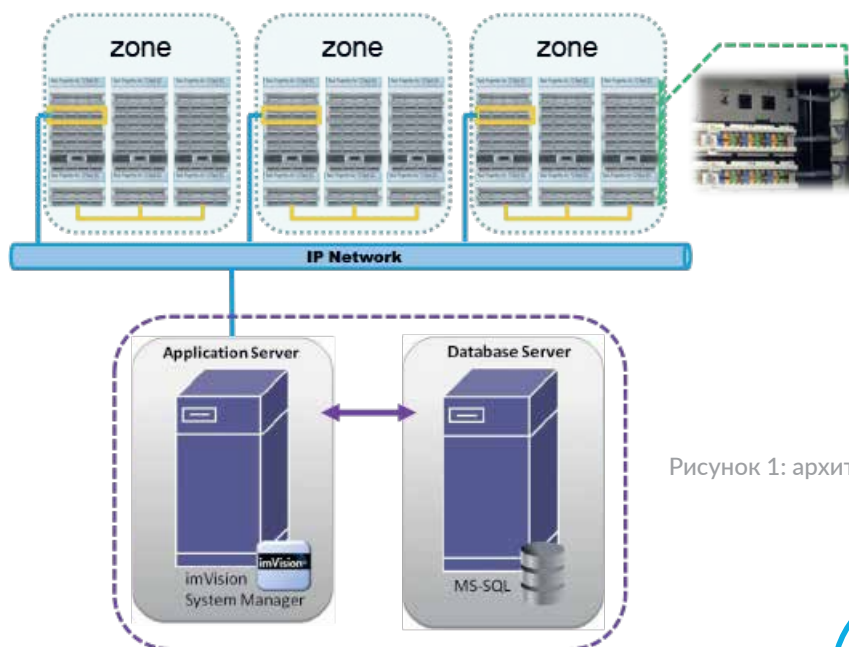 zone
zone
zone
IP Network
Application Server
Database Server
imVision
imVision
System Manager
MS-SQL
Рисунок 1: архит